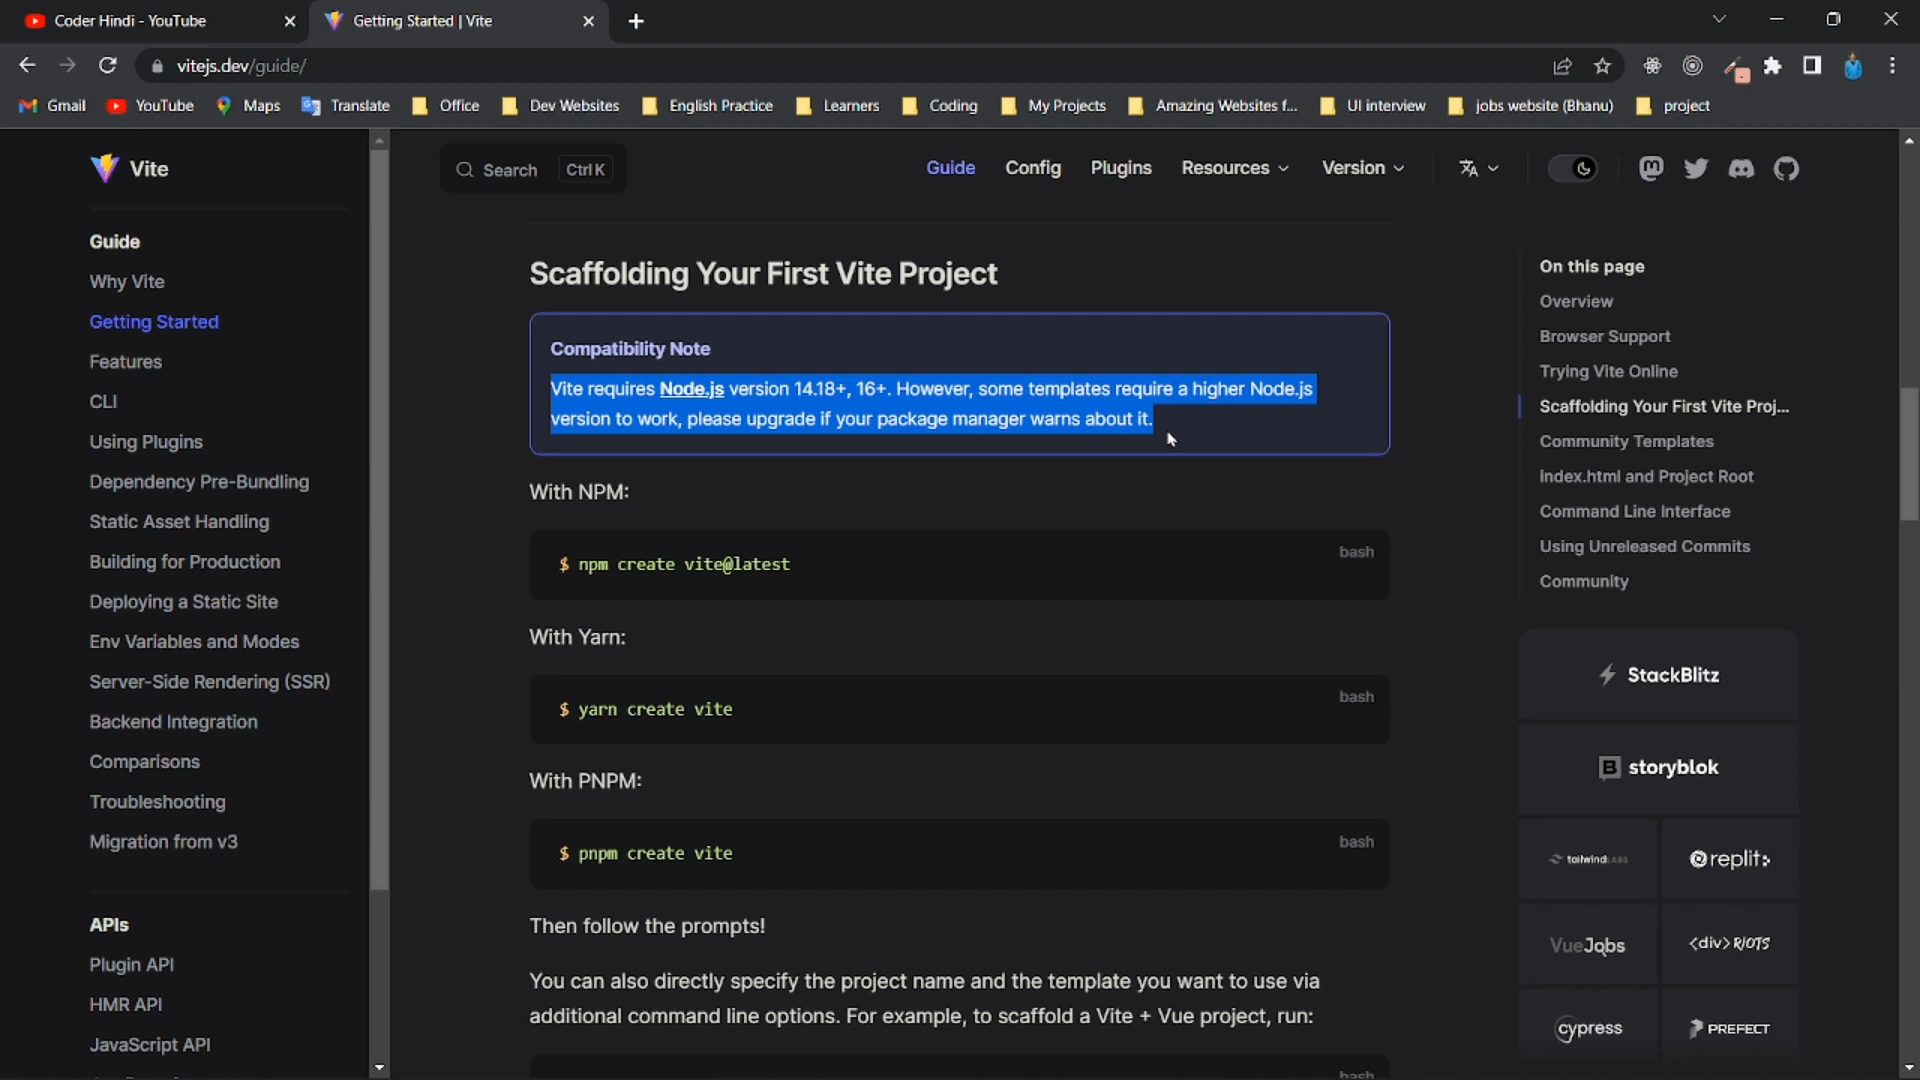 Coder Hindi - YouTube
Getting Started | Vite
vitejs.dev/guide/
Gmail
YouTube
Maps
Translate
Office
Dev Websites
English Practice
Learners
Coding
My Projects
Amazing Websites f...
UI interview
jobs website (Bhanu)
project
Vite
Search Ctrl K
Guide
Config
Plugins
Resources
Version
Guide
Why Vite
Getting Started
Features
CLI
Using Plugins
Dependency Pre-Bundling
Static Asset Handling
Building for Production
Deploying a Static Site
Env Variables and Modes
Server-Side Rendering (SSR)
Backend Integration
Comparisons
Troubleshooting
Migration from v3
APIs
Plugin API
HMR API
JavaScript API
Scaffolding Your First Vite Project
Compatibility Note
Vite requires Node.js version 14.18+, 16+. However, some templates require a higher Node.js
version to work, please upgrade if your package manager warns about it.
With NPM:
bash
$ npm create vite@latest
With Yarn:
bash
$ yarn create vite
With PNPM:
bash
$ pnpm create vite
Then follow the prompts!
You can also directly specify the project name and the template you want to use via
additional command line options. For example, to scaffold a Vite + Vue project, run:
bash
On this page
Overview
Browser Support
Trying Vite Online
Scaffolding Your First Vite Proj...
Community Templates
index.html and Project Root
Command Line Interface
Using Unreleased Commits
Community
StackBlitz
storyblok
tailwind LABS
replit
VueJobs
<div>RIOTS
cypress
PREFECT